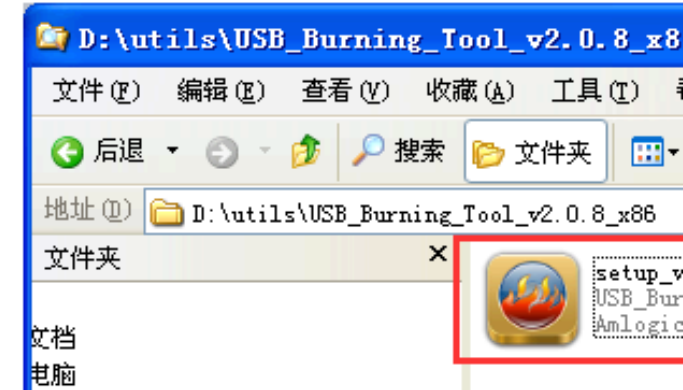 D:\utils\USB_Burning_Tool_v2.0.8_x8
文件(F) 编辑(E) 查看(V) 收藏(A) 工具(T)
后退 搜索 文件夹
地址(D) D:\utils\USB_Burning_Tool_v2.0.8_x86
文件夹
setup_v
USB_Bur
Amlogic
文档
电脑